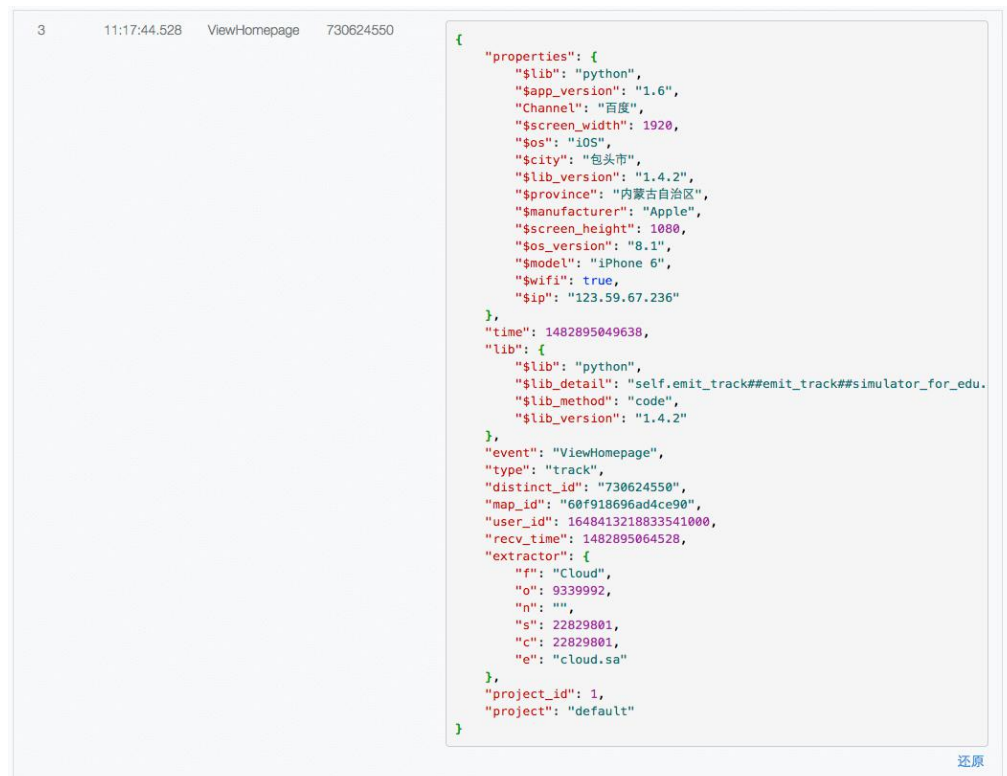 3 11:17:44.528 ViewHomepage 730624550
{
"properties": {
"$lib": "python",
"$app_version": "1.6",
"Channel": "百度",
"$screen_width": 1920,
"$os": "iOS",
"$city": "包头市",
"$lib_version": "1.4.2",
"$province": "内蒙古自治区",
"$manufacturer": "Apple",
"$screen_height": 1080,
"$os_version": "8.1",
"$model": "iPhone 6",
"$wifi": true,
"$ip": "123.59.67.236"
},
"time": 1482895049638,
"lib": {
"$lib": "python",
"$lib_detail": "self.emit_track##emit_track##simulator_for_edu.
"$lib_method": "code",
"$lib_version": "1.4.2"
},
"event": "ViewHomepage",
"type": "track",
"distinct_id": "730624550",
"map_id": "60f918696ad4ce90",
"user_id": 1648413218833541000,
"recv_time": 1482895064528,
"extractor": {
"f": "Cloud",
"o": 9339992,
"n": "",
"s": 22829801,
"c": 22829801,
"e": "cloud.sa"
},
"project_id": 1,
"project": "default"
}
还原